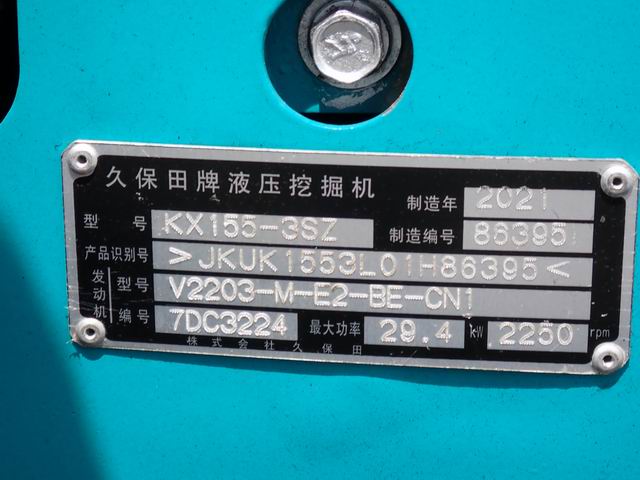 久保田牌液压挖掘机
制造年 2021
型号 KX155-3SZ
制造编号 86395
产品识别号 >JKUK1553L01H86395<
发动机 型号 V2203-M-E2-BE-CN1
编号 7DC3224 最大功率 29.4 kW 2250 rpm
株式会社久保田